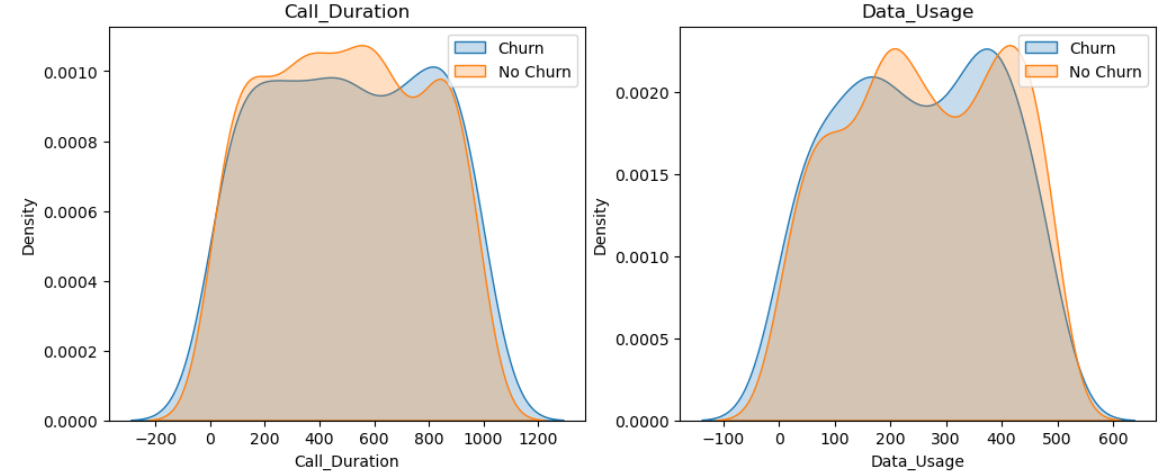 Call_Duration
Churn
No Churn
0.0010
0.0008
0.0006
0.0004
0.0002
0.0000
Density
−200 0 200 400 600 800 1000 1200
Call_Duration
Data_Usage
Churn
No Churn
0.0020
0.0015
0.0010
0.0005
0.0000
Density
−100 0 100 200 300 400 500 600
Data_Usage